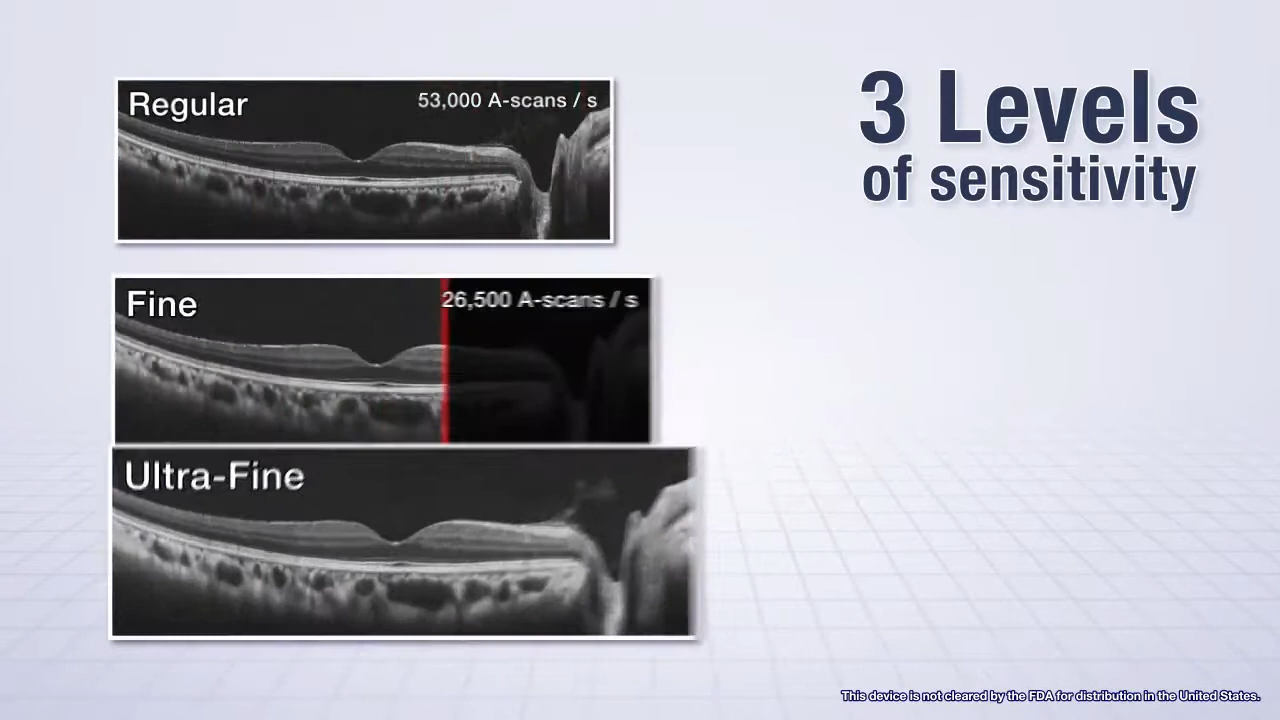 Regular
53,000 A-scans / s
3 Levels
of sensitivity
Fine
26,500 A-scans / s
Ultra-Fine
This device is not cleared by the FDA for distribution in the United States.